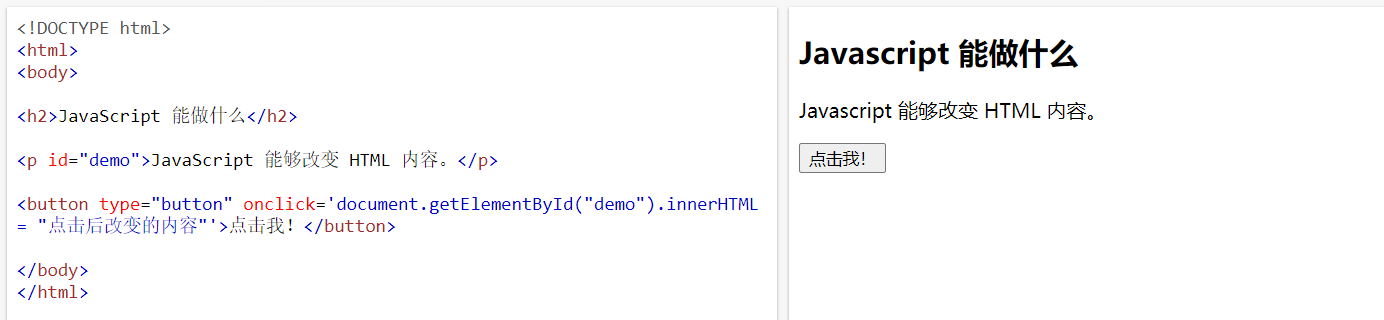 <!DOCTYPE html>
<html>
<body>
<h2>JavaScript 能做什么</h2>
<p id="demo">JavaScript 能够改变 HTML 内容。</p>
<button type="button" onclick='document.getElementById("demo").innerHTML
= "点击后改变的内容"'>点击我！</button>
</body>
</html>
Javascript 能做什么
Javascript 能够改变 HTML 内容。
点击我！